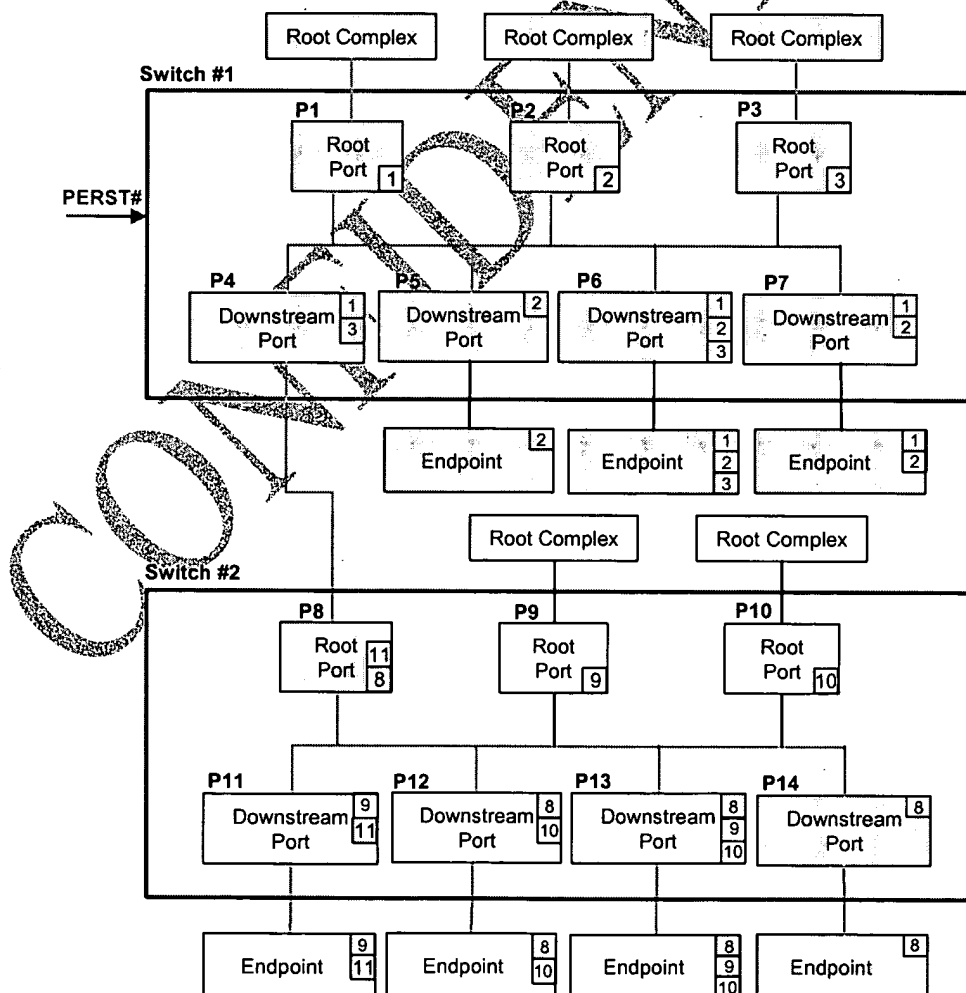 Root Complex
Root Complex
Root Complex
Switch #1
P1
P2
P3
Root
Port
1
Root
Port
2
Root
Port
3
PERST#
P4
P5
P6
P7
Downstream
Port
1
3
Downstream
Port
2
Downstream
Port
1
2
3
Downstream
Port
1
2
Endpoint
2
Endpoint
1
2
3
Endpoint
1
2
Root Complex
Root Complex
Switch #2
P8
P9
P10
Root
Port
11
8
Root
Port
9
Root
Port
10
P11
P12
P13
P14
Downstream
Port
9
11
Downstream
Port
8
10
Downstream
Port
8
9
10
Downstream
Port
8
Endpoint
9
11
Endpoint
8
10
Endpoint
8
9
10
Endpoint
8